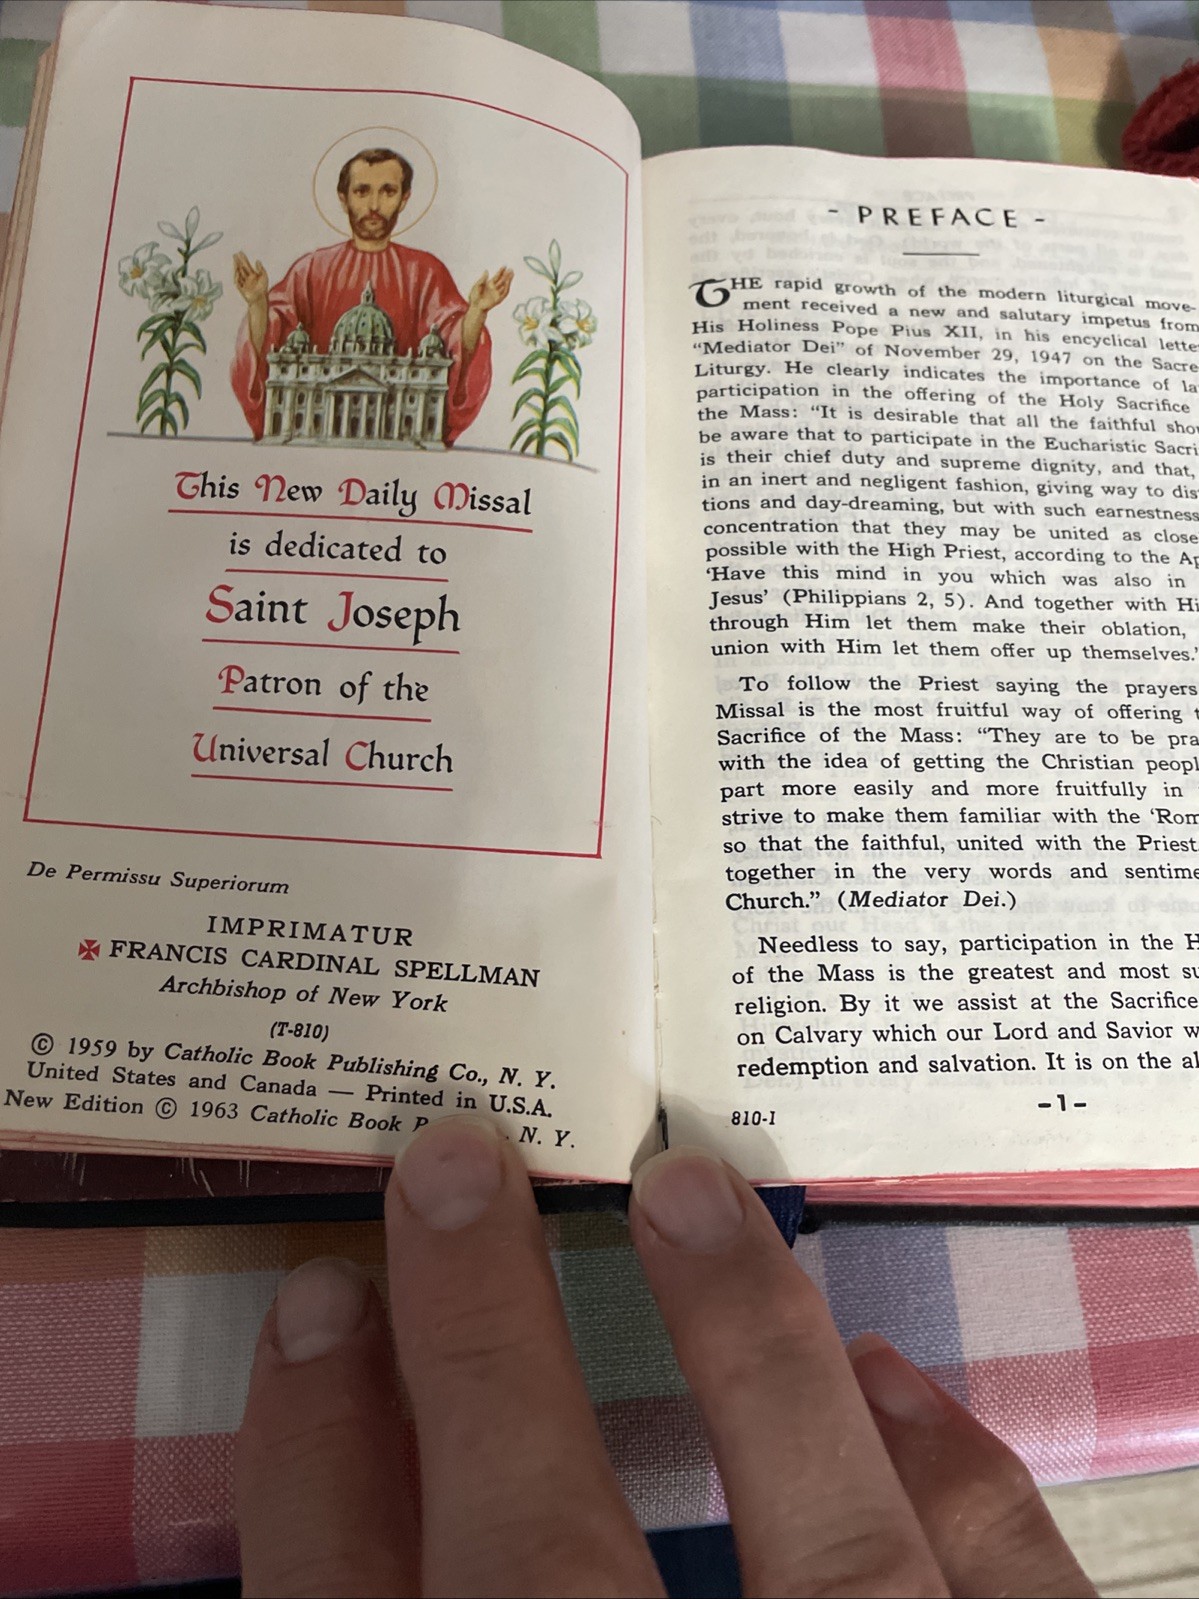 This New Daily Missal
is dedicated to
Saint Joseph
Patron of the
Universal Church
De Permissu Superiorum
IMPRIMATUR
✠ FRANCIS CARDINAL SPELLMAN
Archbishop of New York
(T-810)
© 1959 by Catholic Book Publishing Co., N. Y.
United States and Canada — Printed in U.S.A.
New Edition © 1963 Catholic Book N. Y.
- PREFACE -
THE rapid growth of the modern liturgical move-
ment received a new and salutary impetus from
His Holiness Pope Pius XII, in his encyclical
"Mediator Dei" of November 29, 1947 on the
Liturgy. He clearly indicates the importance of
participation in the offering of the Holy Sacrifice
the Mass: "It is desirable that all the faithful
be aware that to participate in the Eucharistic
is their chief duty and supreme dignity, and that,
in an inert and negligent fashion, giving way to
tions and day-dreaming, but with such earnestness
concentration that they may be united as
possible with the High Priest, according to the
'Have this mind in you which was also in
Jesus' (Philippians 2, 5). And together with
through Him let them make their oblation,
union with Him let them offer up themselves.'
To follow the Priest saying the prayers
Missal is the most fruitful way of offering
Sacrifice of the Mass: "They are to be
with the idea of getting the Christian
part more easily and more fruitfully in
strive to make them familiar with the
so that the faithful, united with the Priest
together in the very words and
Church." (Mediator Dei.)
Needless to say, participation in the
of the Mass is the greatest and most
religion. By it we assist at the Sacrifice
on Calvary which our Lord and Savior
redemption and salvation. It is on the
810-1
-1-